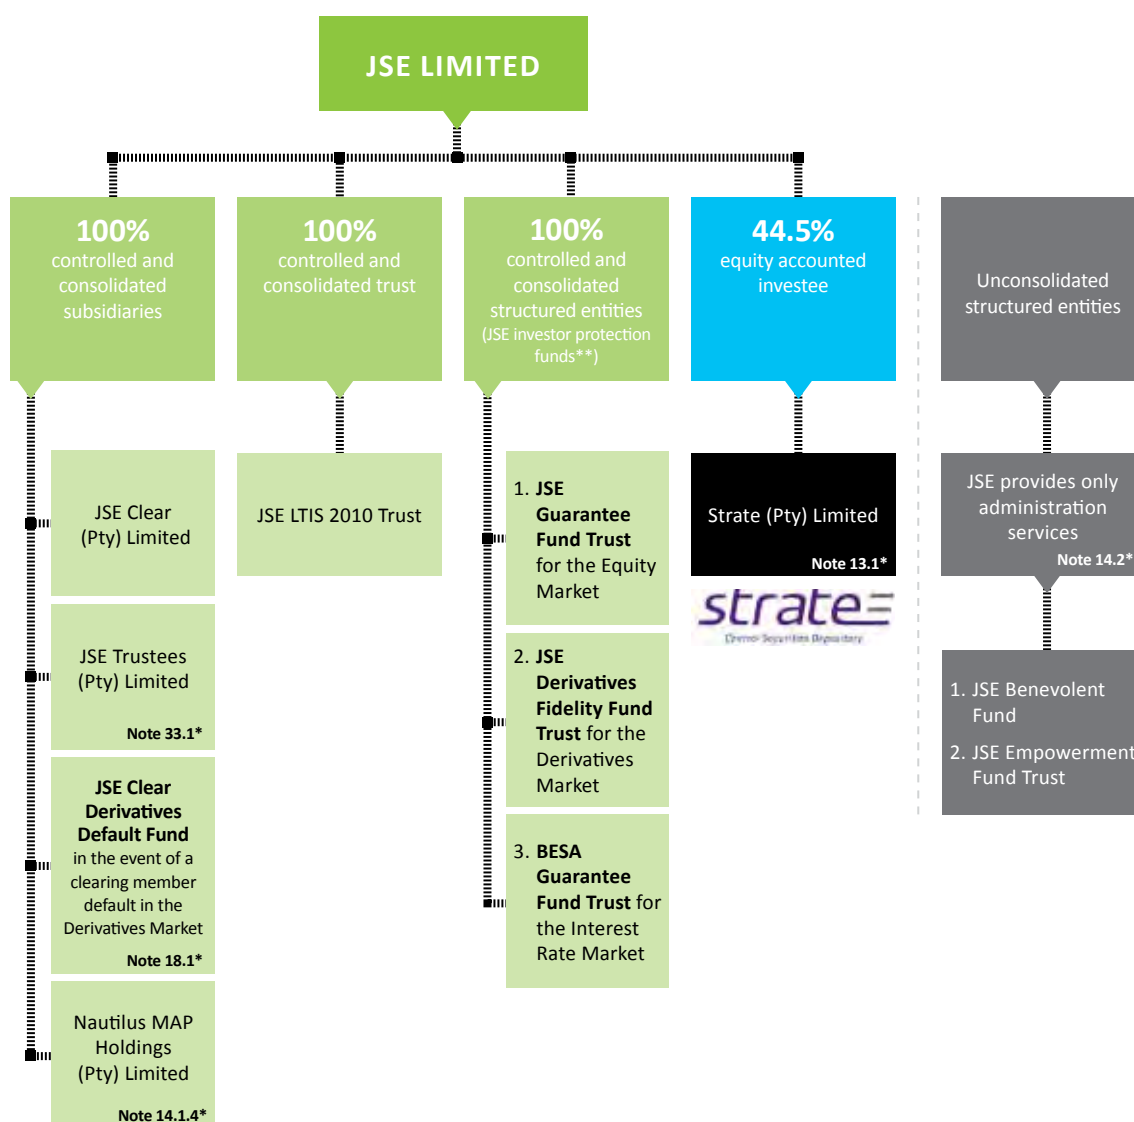 JSE LIMITED
100%
controlled and
consolidated
subsidiaries
100%
controlled and
consolidated trust
100%
controlled and
consolidated
structured entities
(JSE investor protection
funds**)
44.5%
equity accounted
investee
Unconsolidated
structured entities
JSE Clear
(Pty) Limited
JSE Trustees
(Pty) Limited
Note 33.1*
JSE Clear
Derivatives
Default Fund
in the event of a
clearing member
default in the
Derivatives Market
Note 18.1*
Nautilus MAP
Holdings
(Pty) Limited
Note 14.1.4*
JSE LTIS 2010 Trust
1. JSE
Guarantee
Fund Trust
for the Equity
Market
2. JSE
Derivatives
Fidelity Fund
Trust for the
Derivatives
Market
3. BESA
Guarantee
Fund Trust for
the Interest
Rate Market
Strate (Pty) Limited
Note 13.1*
strate
Securities Depository
JSE provides only
administration
services
Note 14.2*
1. JSE Benevolent
Fund
2. JSE Empowerment
Fund Trust